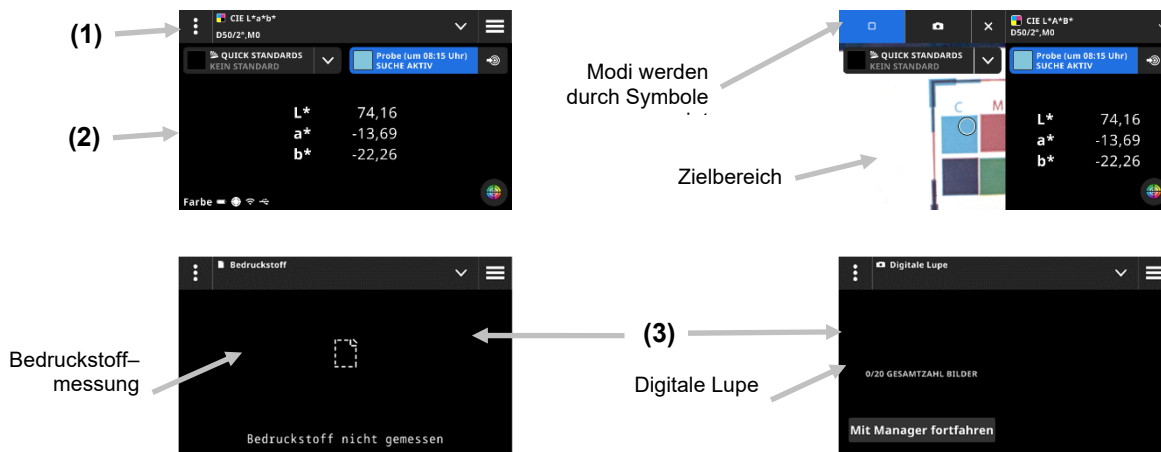 (1)
CIE L*a*b*
D50/2°,M0
QUICK STANDARDS
KEIN STANDARD
Probe (um 08:15 Uhr)
SUCHE AKTIV
(2)
L* 74,16
a* -13,69
b* -22,26
Farbe
Modi werden
durch Symbole
Zielbereich
CIE L*A*B*
D50/2°,M0
QUICK STANDARDS
KEIN STANDARD
Probe (um 08:15 Uhr)
SUCHE AKTIV
C M
L* 74,16
a* -13,69
b* -22,26
Bedruckstoff
Bedruckstoff–
messung
Bedruckstoff nicht gemessen
(3)
Digitale Lupe
Digitale Lupe
0/20 GESAMTZAHL BILDER
Mit Manager fortfahren